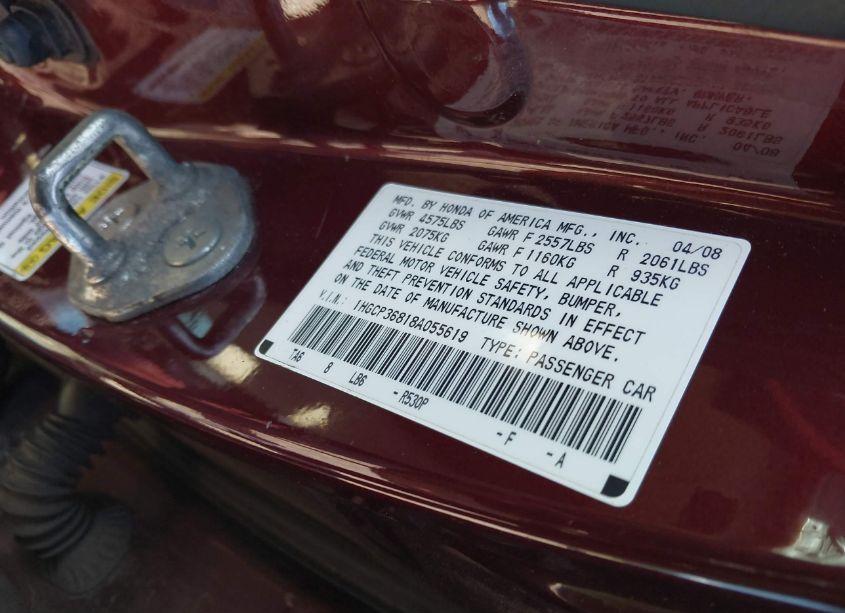 MFD. BY HONDA OF AMERICA MFG., INC. 04/08
GVWR 4575LBS GAWR F 2557LBS R 2061LBS
GVWR 2075KG GAWR F 1160KG R 935KG
THIS VEHICLE CONFORMS TO ALL APPLICABLE
FEDERAL MOTOR VEHICLE SAFETY, BUMPER,
AND THEFT PREVENTION STANDARDS IN EFFECT
ON THE DATE OF MANUFACTURE SHOWN ABOVE.
V.I.N.: 1HGCP36818A055619 TYPE: PASSENGER CAR
TAG 8 LBG -R530P -F -A